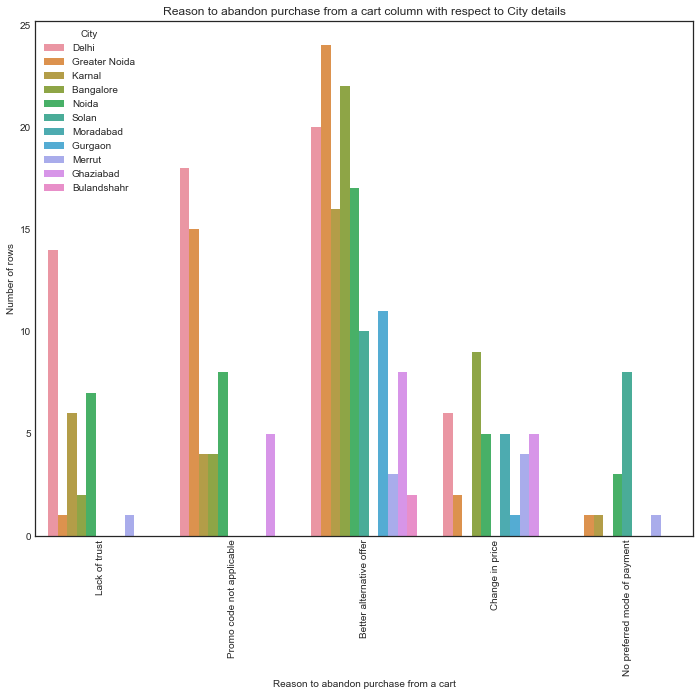 Reason to abandon purchase from a cart column with respect to City details
25
20
15
10
5
0
Number of rows
City
Delhi
Greater Noida
Karnal
Bangalore
Noida
Solan
Moradabad
Gurgaon
Merrut
Ghaziabad
Bulandshahr
Lack of trust
Promo code not applicable
Better alternative offer
Change in price
No preferred mode of payment
Reason to abandon purchase from a cart